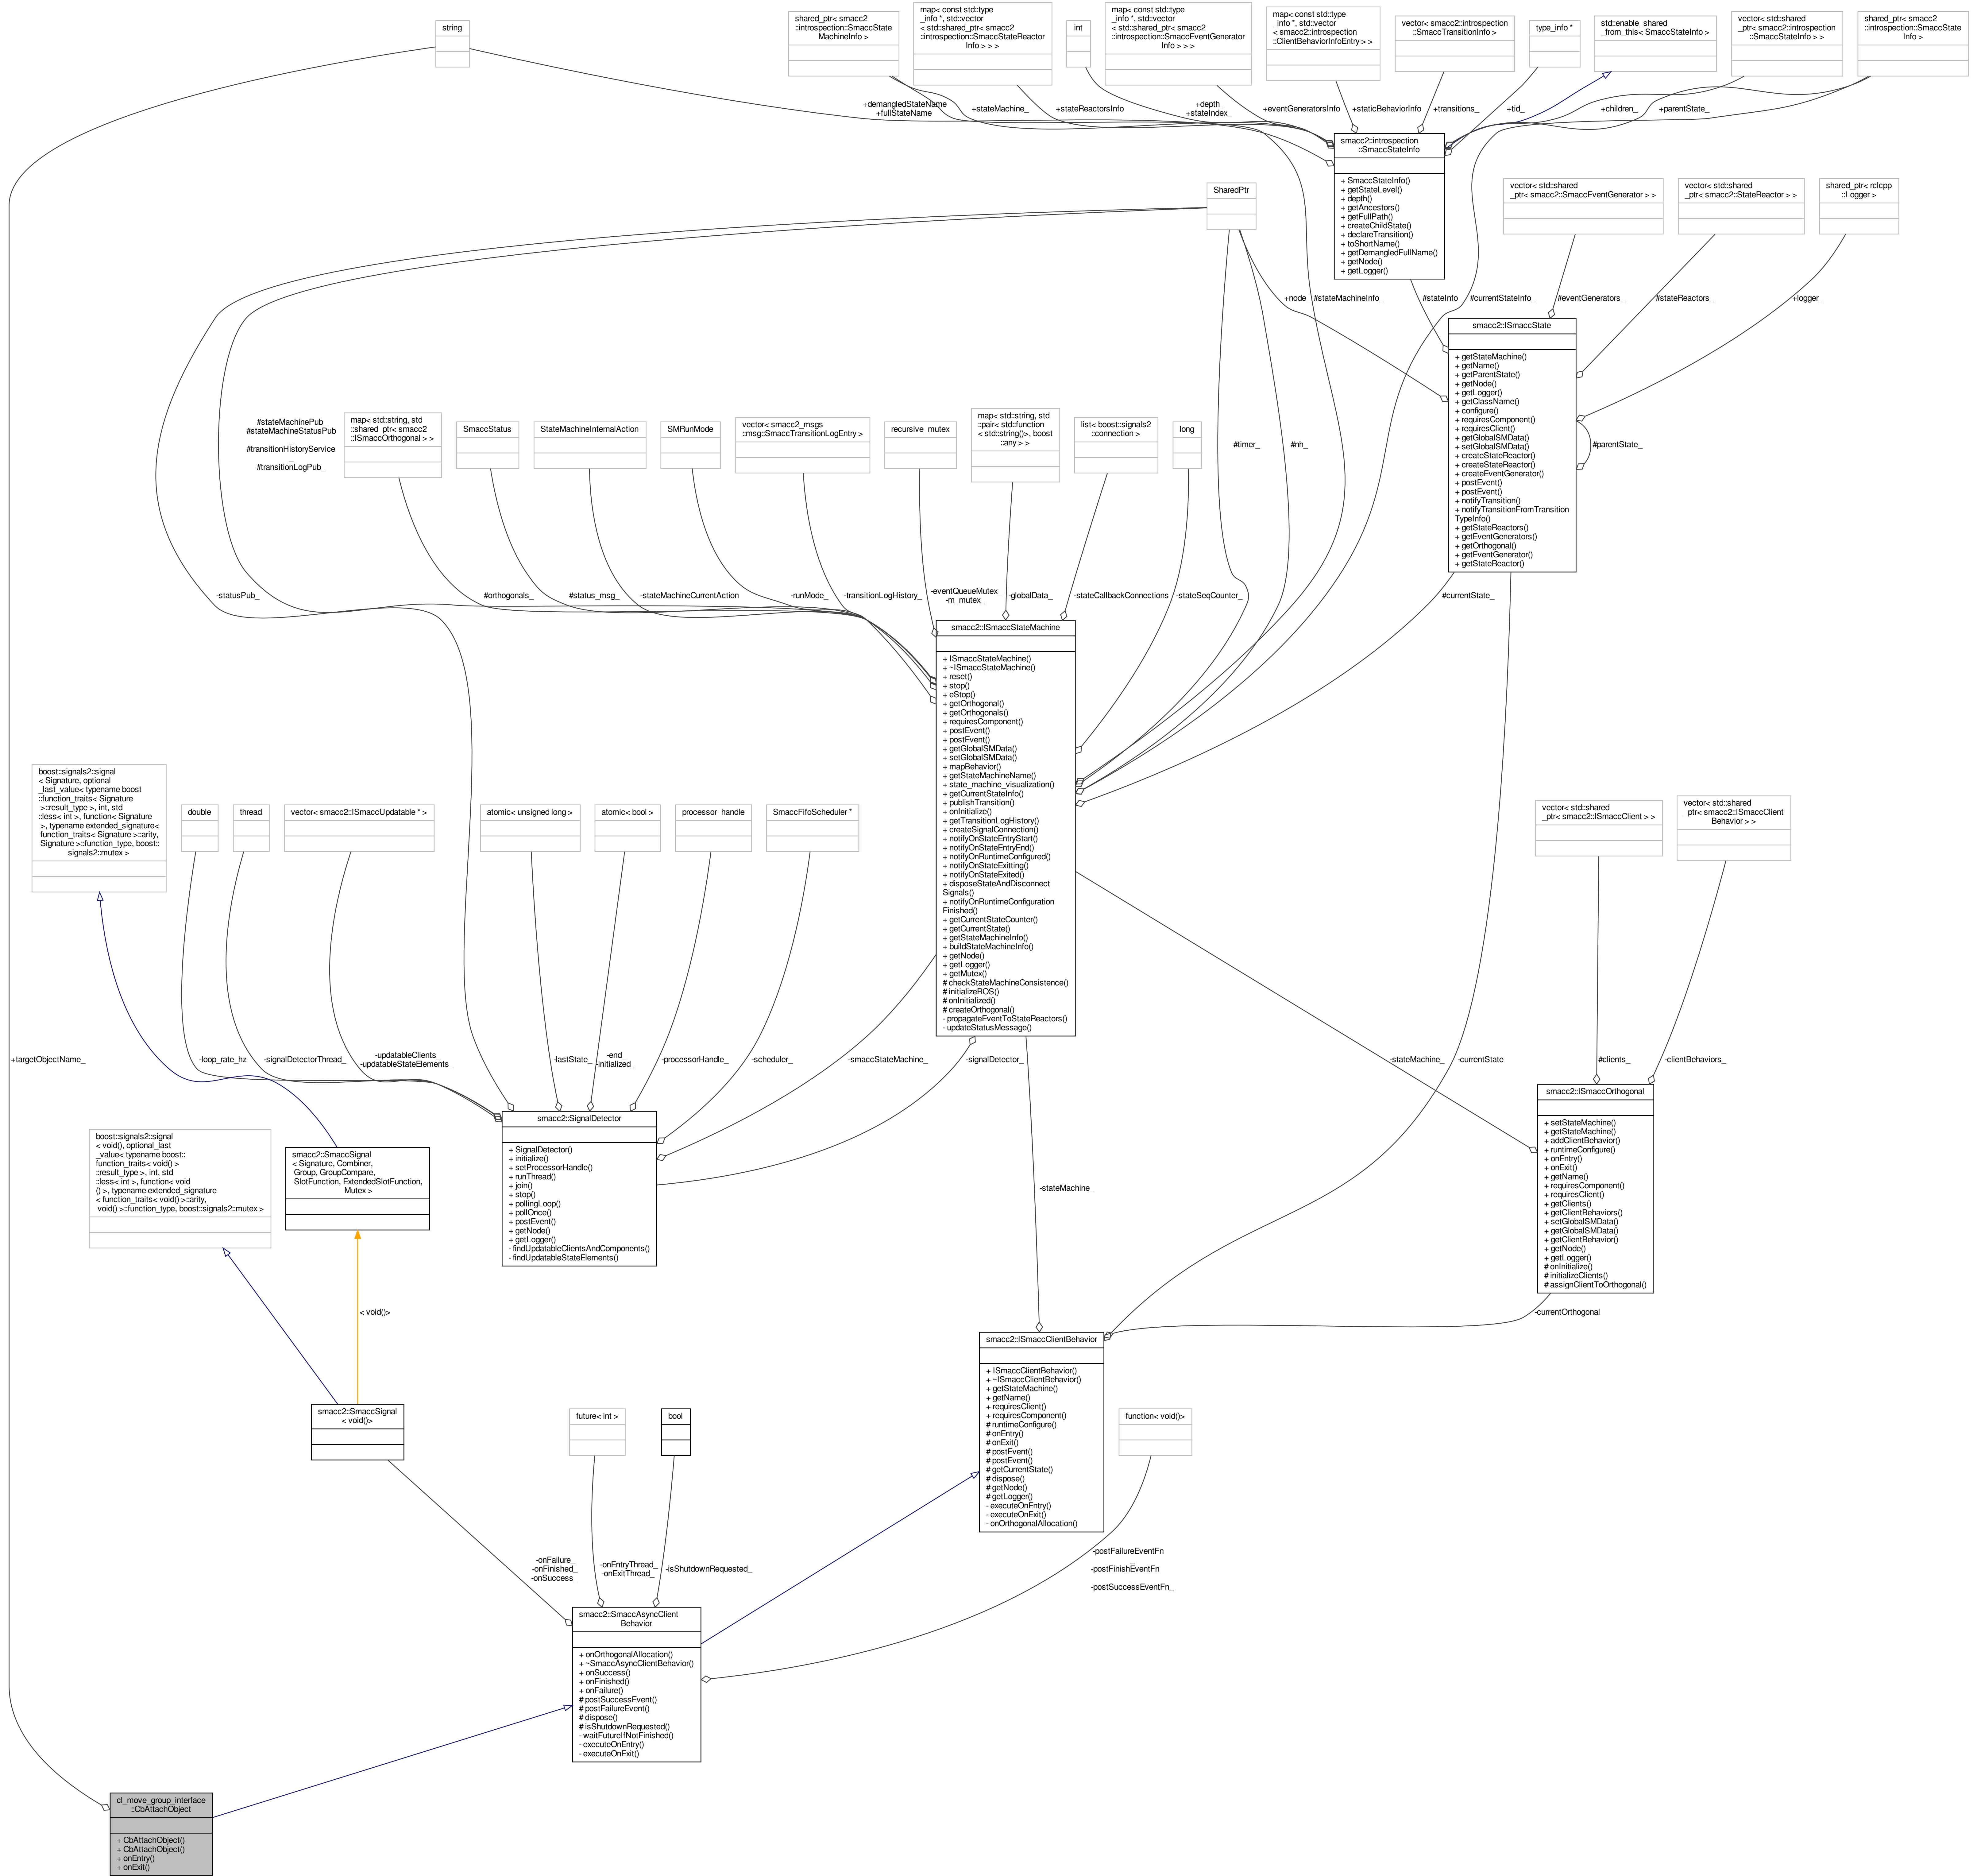 string
shared_ptr< smacc2
::introspection::SmaccState
MachineInfo >
map< const std::type
_info *, std::vector
< std::shared_ptr< smacc2
::introspection::SmaccStateReactor
Info > > >
int
map< const std::type
_info *, std::vector
< std::shared_ptr< smacc2
::introspection::SmaccEventGenerator
Info > > >
map< const std::type
_info *, std::vector
< smacc2::introspection
::ClientBehaviorInfoEntry > >
vector< smacc2::introspection
::SmaccTransitionInfo >
type_info *
std::enable_shared
_from_this< SmaccStateInfo >
vector< std::shared
_ptr< smacc2::introspection
::SmaccStateInfo > >
shared_ptr< smacc2
::introspection::SmaccState
Info >
+demangledStateName
+fullStateName
+stateMachine_
+stateReactorsInfo
+depth_
+stateIndex_
+eventGeneratorsInfo
+staticBehaviorInfo
+transitions_
+tid_
+children_
+parentState_
smacc2::introspection
::SmaccStateInfo
+ SmaccStateInfo()
+ getStateLevel()
+ depth()
+ getAncestors()
+ getFullPath()
+ createChildState()
+ declareTransition()
+ toShortName()
+ getDemangledFullName()
+ getNode()
+ getLogger()
SharedPtr
vector< std::shared
_ptr< smacc2::SmaccEventGenerator > >
vector< std::shared
_ptr< smacc2::StateReactor > >
shared_ptr< rclcpp
::Logger >
+node_
#stateMachineInfo_
#stateInfo_
#currentStateInfo_
#eventGenerators_
#stateReactors_
+logger_
smacc2::ISmaccState
+ getStateMachine()
+ getName()
+ getParentState()
+ getNode()
+ getLogger()
+ getClassName()
+ configure()
+ requiresComponent()
+ requiresClient()
+ getGlobalSMData()
+ setGlobalSMData()
+ createStateReactor()
+ createStateReactor()
+ createEventGenerator()
+ postEvent()
+ postEvent()
+ notifyTransition()
+ notifyTransitionFromTransition
TypeInfo()
+ getStateReactors()
+ getEventGenerators()
+ getOrthogonal()
+ getEventGenerator()
+ getStateReactor()
#parentState_
#stateMachinePub_
#stateMachineStatusPub
_
#transitionHistoryService
_
#transitionLogPub_
map< std::string, std
::shared_ptr< smacc2
::ISmaccOrthogonal > >
SmaccStatus
StateMachineInternalAction
SMRunMode
vector< smacc2_msgs
::msg::SmaccTransitionLogEntry >
recursive_mutex
map< std::string, std
::pair< std::function
< std::string()>, boost
::any > >
list< boost::signals2
::connection >
long
#timer_
#nh_
-statusPub_
#orthogonals_
#status_msg_
-stateMachineCurrentAction
-runMode_
-transitionLogHistory_
-eventQueueMutex_
-m_mutex_
-globalData_
-stateCallbackConnections
-stateSeqCounter_
#currentState_
smacc2::ISmaccStateMachine
+ ISmaccStateMachine()
+ ~ISmaccStateMachine()
+ reset()
+ stop()
+ eStop()
+ getOrthogonal()
+ getOrthogonals()
+ requiresComponent()
+ postEvent()
+ postEvent()
+ getGlobalSMData()
+ setGlobalSMData()
+ mapBehavior()
+ getStateMachineName()
+ state_machine_visualization()
+ getCurrentStateInfo()
+ publishTransition()
+ onInitialize()
+ getTransitionLogHistory()
+ createSignalConnection()
+ notifyOnStateEntryStart()
+ notifyOnStateEntryEnd()
+ notifyOnRuntimeConfigured()
+ notifyOnStateExitting()
+ notifyOnStateExited()
+ disposeStateAndDisconnect
Signals()
+ notifyOnRuntimeConfiguration
Finished()
+ getCurrentStateCounter()
+ getCurrentState()
+ getStateMachineInfo()
+ buildStateMachineInfo()
+ getNode()
+ getLogger()
+ getMutex()
# checkStateMachineConsistence()
# initializeROS()
# onInitialized()
# createOrthogonal()
- propagateEventToStateReactors()
- updateStatusMessage()
boost::signals2::signal
< Signature, optional
_last_value< typename boost
::function_traits< Signature
>::result_type >, int, std
::less< int >, function< Signature
>, typename extended_signature<
function_traits< Signature >::arity,
Signature >::function_type, boost::
signals2::mutex >
double
thread
vector< smacc2::ISmaccUpdatable * >
atomic< unsigned long >
atomic< bool >
processor_handle
SmaccFifoScheduler *
vector< std::shared
_ptr< smacc2::ISmaccClient > >
vector< std::shared
_ptr< smacc2::ISmaccClient
Behavior > >
+targetObjectName_
-loop_rate_hz
-signalDetectorThread_
-updatableClients_
-updatableStateElements_
-lastState_
-end_
-initialized_
-processorHandle_
-scheduler_
-smaccStateMachine_
-signalDetector_
-stateMachine_
-currentState
#clients_
-clientBehaviors_
smacc2::SignalDetector
+ SignalDetector()
+ initialize()
+ setProcessorHandle()
+ runThread()
+ join()
+ stop()
+ pollingLoop()
+ pollOnce()
+ postEvent()
+ getNode()
+ getLogger()
- findUpdatableClientsAndComponents()
- findUpdatableStateElements()
smacc2::ISmaccOrthogonal
+ setStateMachine()
+ getStateMachine()
+ addClientBehavior()
+ runtimeConfigure()
+ onEntry()
+ onExit()
+ getName()
+ requiresComponent()
+ requiresClient()
+ getClients()
+ getClientBehaviors()
+ setGlobalSMData()
+ getGlobalSMData()
+ getClientBehavior()
+ getNode()
+ getLogger()
# onInitialize()
# initializeClients()
# assignClientToOrthogonal()
boost::signals2::signal
< void(), optional_last
_value< typename boost::
function_traits< void() >
::result_type >, int, std
::less< int >, function< void
() >, typename extended_signature
< function_traits< void() >::arity,
void() >::function_type, boost::signals2::mutex >
smacc2::SmaccSignal
< Signature, Combiner,
Group, GroupCompare,
SlotFunction, ExtendedSlotFunction,
Mutex >
-stateMachine_
< void()>
-currentOrthogonal
smacc2::ISmaccClientBehavior
+ ISmaccClientBehavior()
+ ~ISmaccClientBehavior()
+ getStateMachine()
+ getName()
+ requiresClient()
+ requiresComponent()
# runtimeConfigure()
# onEntry()
# onExit()
# postEvent()
# postEvent()
# getCurrentState()
# dispose()
# getNode()
# getLogger()
- executeOnEntry()
- executeOnExit()
- onOrthogonalAllocation()
smacc2::SmaccSignal
< void()>
future< int >
bool
function< void()>
-onFailure_
-onFinished_
-onSuccess_
-onEntryThread_
-onExitThread_
-isShutdownRequested_
-postFailureEventFn
_
-postFinishEventFn
_
-postSuccessEventFn_
smacc2::SmaccAsyncClient
Behavior
+ onOrthogonalAllocation()
+ ~SmaccAsyncClientBehavior()
+ onSuccess()
+ onFinished()
+ onFailure()
# postSuccessEvent()
# postFailureEvent()
# dispose()
# isShutdownRequested()
- waitFutureIfNotFinished()
- executeOnEntry()
- executeOnExit()
cl_move_group_interface
::CbAttachObject
+ CbAttachObject()
+ CbAttachObject()
+ onEntry()
+ onExit()